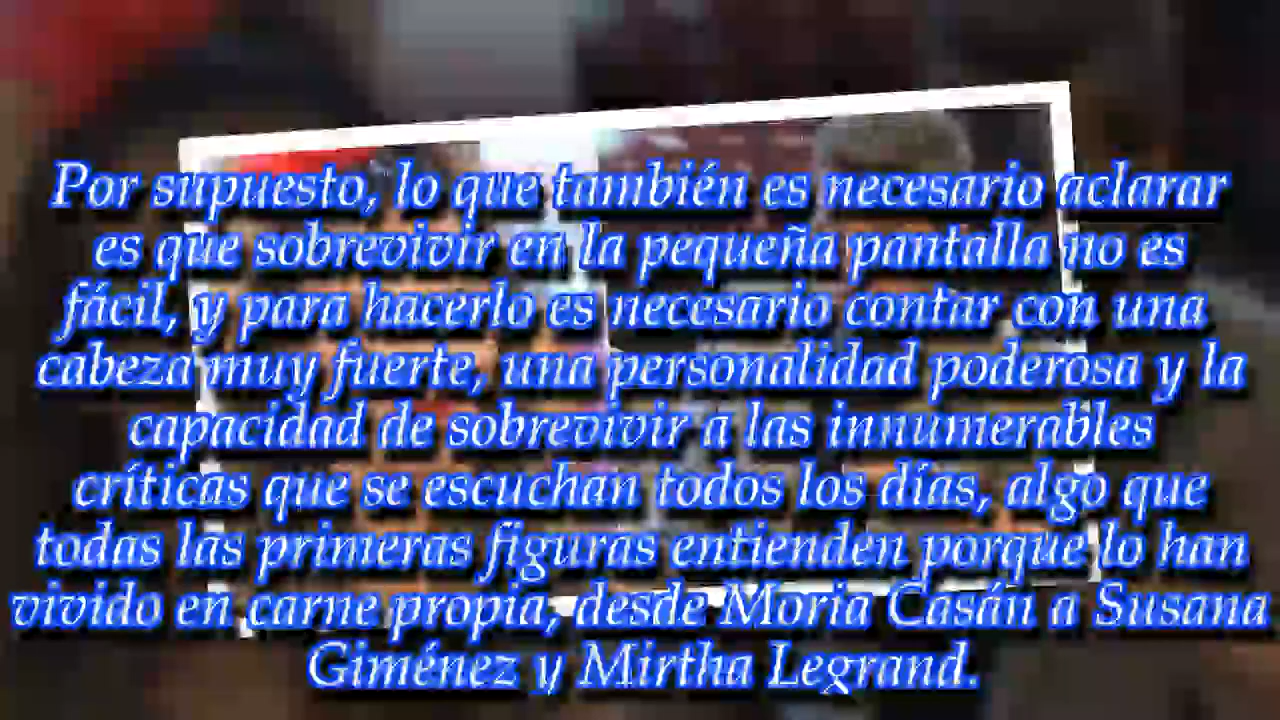 Por supuesto, lo que también es necesario aclarar
es que sobrevivir en la pequeña pantalla no es
fácil, y para hacerlo es necesario contar con una
cabeza muy fuerte, una personalidad poderosa y la
capacidad de sobrevivir a las innumerables
críticas que se escuchan todos los días, algo que
todas las primeras figuras entienden porque lo han
vivido en carne propia, desde Moria Casán a Susana
Giménez y Mirtha Legrand.